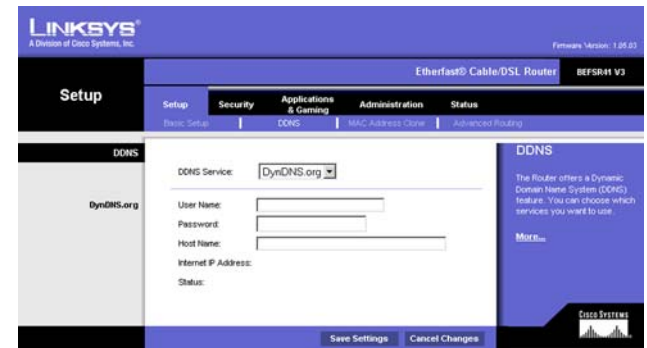 LINKSYS®
A Division of Cisco Systems, Inc.
Firmware Version: 1.05.03
Etherfast® Cable/DSL Router BEFSR41 V3
Setup
Setup Security Applications & Gaming Administration Status
Basic Setup DDNS MAC Address Clone Advanced Routing
DDNS
DDNS Service: DynDNS.org
DynDNS.org
User Name:
Password:
Host Name:
Internet IP Address:
Status:
DDNS
The Router offers a Dynamic
Domain Name System (DDNS)
feature. You can choose which
services you want to use.
More...
Save Settings Cancel Changes
CISCO SYSTEMS